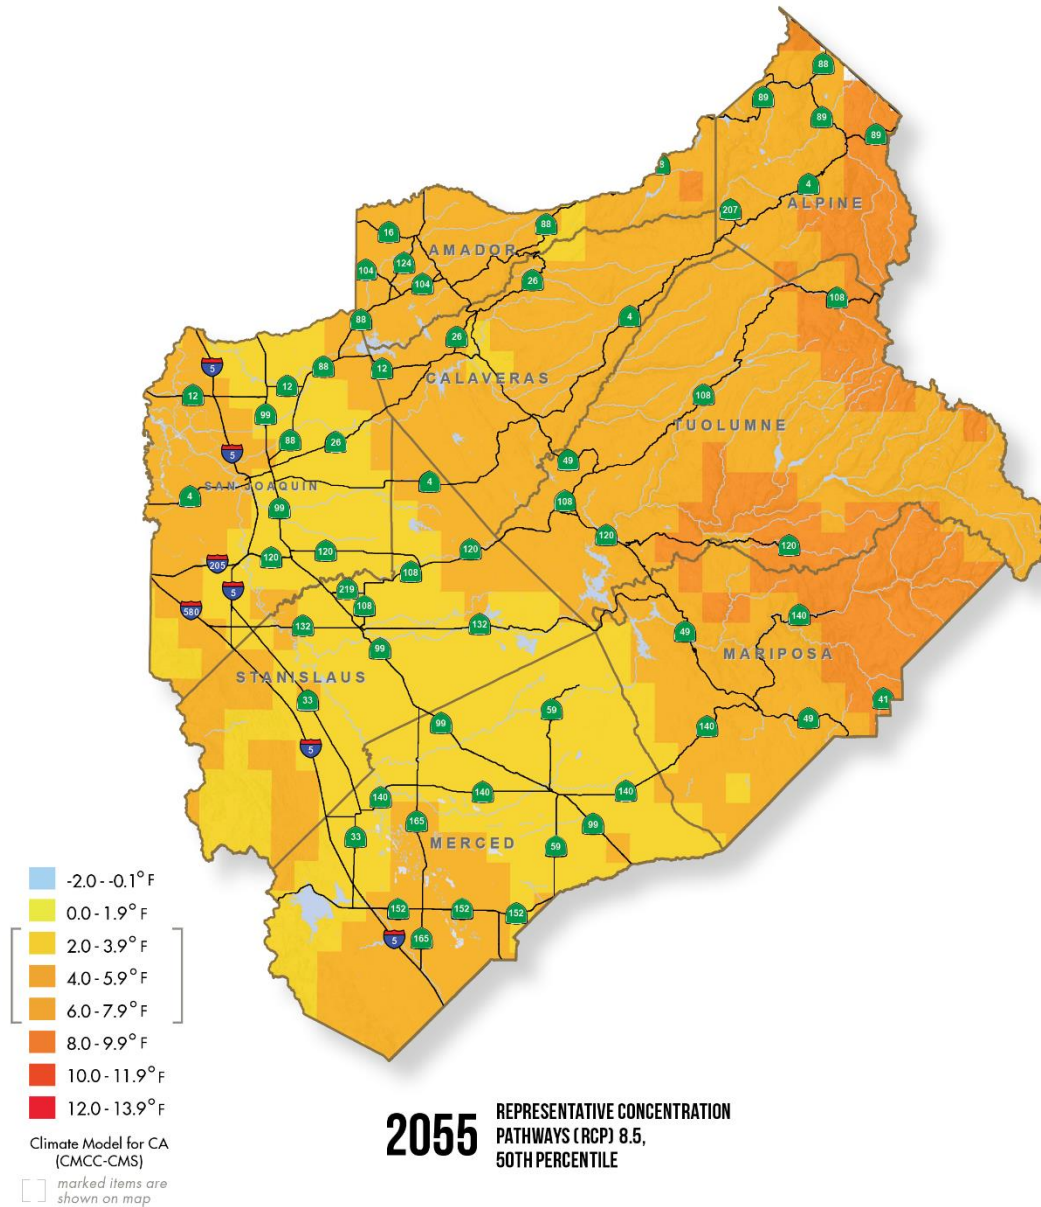 88
89
89
89
8
4
ALPINE
207
16
88
AMADOR
124
104
104
26
108
88
4
26
5
88
12
CALAVERAS
12
12
108
99
TUOLUMNE
88
26
5
49
4
SAN JOAQUIN
4
108
99
120
120
120
120
120
205
108
5
219
580
108
140
132
132
49
99
MARIPOSA
STANISLAUS
33
41
59
49
99
140
5
140
140
140
165
99
33
MERCED
59
152
152
152
5
165
-2.0 - -0.1° F
0.0 - 1.9° F
2.0 - 3.9° F
4.0 - 5.9° F
6.0 - 7.9° F
8.0 - 9.9° F
10.0 - 11.9° F
12.0 - 13.9° F
Climate Model for CA
(CMCC-CMS)
marked items are
shown on map
2055
REPRESENTATIVE CONCENTRATION
PATHWAYS (RCP) 8.5,
50TH PERCENTILE